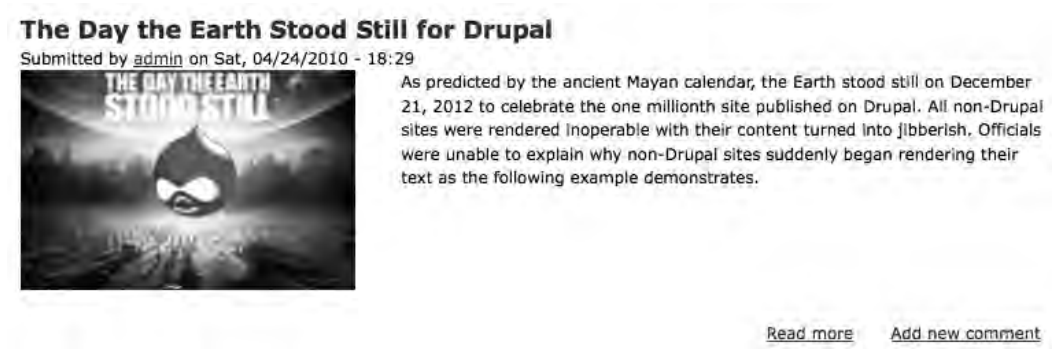 The Day the Earth Stood Still for Drupal
Submitted by admin on Sat, 04/24/2010 - 18:29
THE DAY THE EARTH
STOOD STILL
As predicted by the ancient Mayan calendar, the Earth stood still on December
21, 2012 to celebrate the one millionth site published on Drupal. All non-Drupal
sites were rendered inoperable with their content turned into jibberish. Officials
were unable to explain why non-Drupal sites suddenly began rendering their
text as the following example demonstrates.
Read more Add new comment